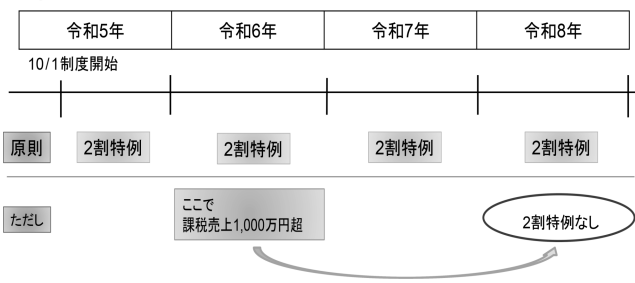 令和5年
令和6年
令和7年
令和8年
10/1制度開始
原則
2割特例
2割特例
2割特例
2割特例
ただし
ここで
課税売上1,000万円超
2割特例なし